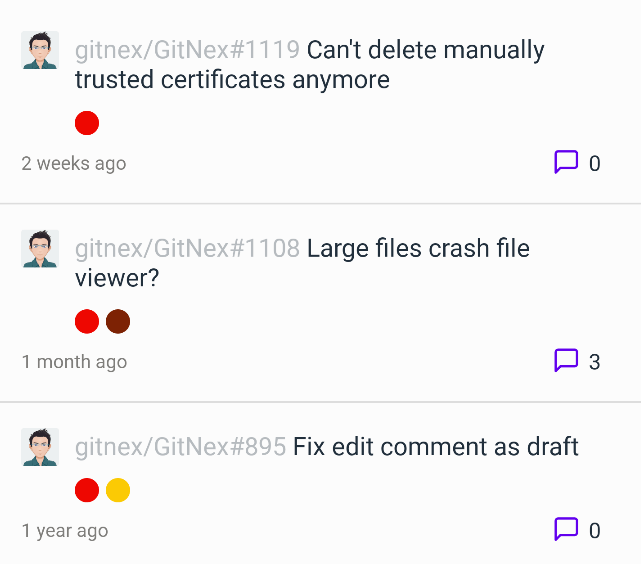 gitnex/GitNex#1119 Can't delete manually
trusted certificates anymore
2 weeks ago
0
gitnex/GitNex#1108 Large files crash file
viewer?
1 month ago
3
gitnex/GitNex#895 Fix edit comment as draft
1 year ago
0